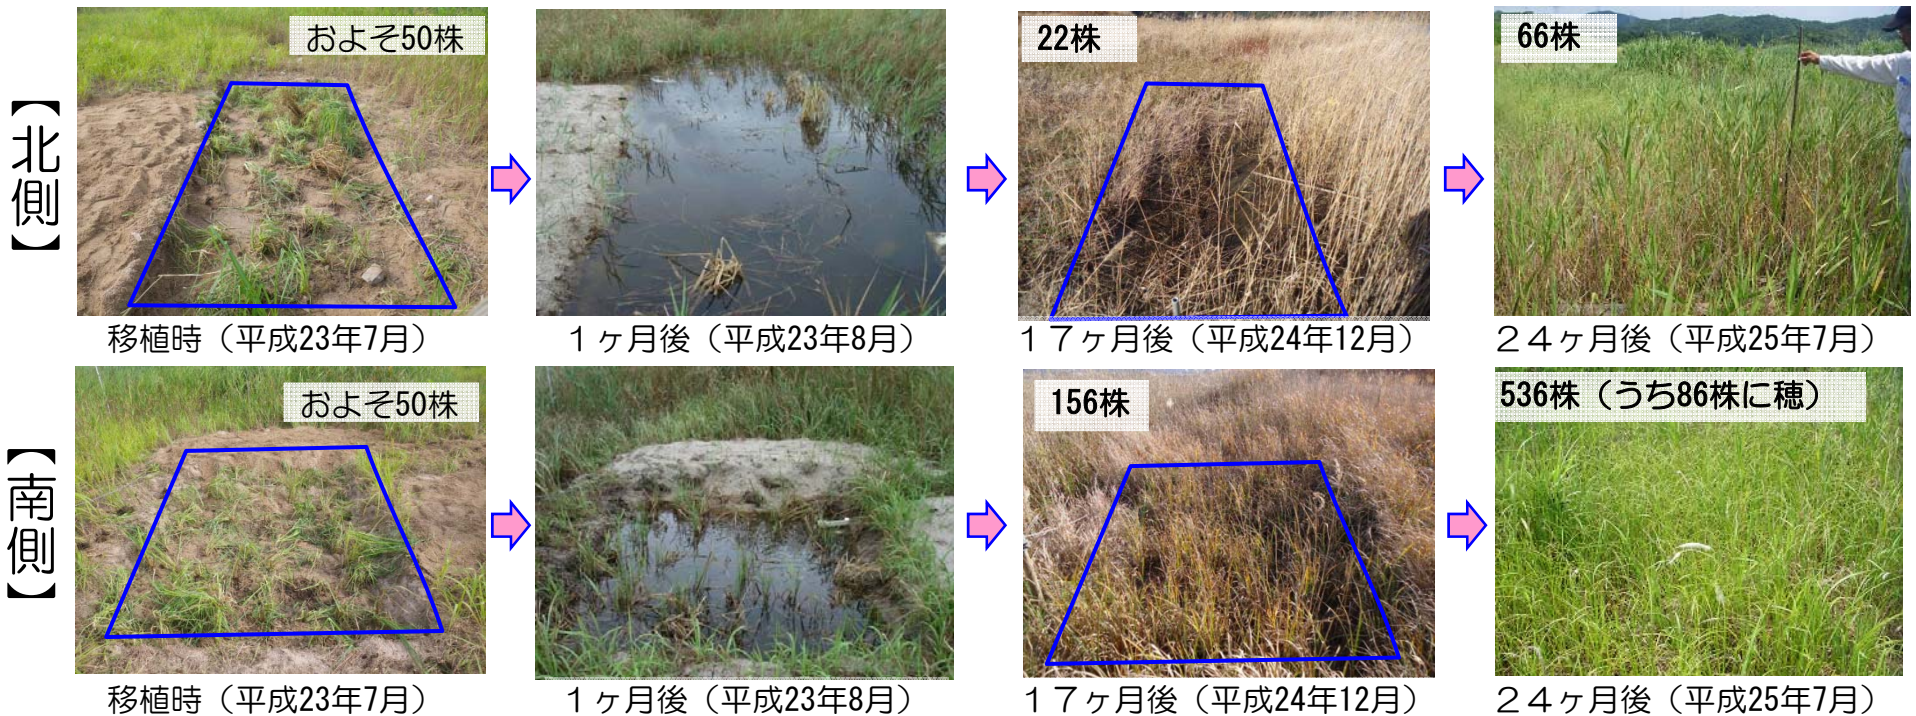 【北側】
およそ50株
22株
66株
移植時（平成23年7月）
１ヶ月後（平成23年8月）
１７ヶ月後（平成24年12月）
２４ヶ月後（平成25年7月）
【南側】
およそ50株
156株
536株（うち86株に穂）
移植時（平成23年7月）
１ヶ月後（平成23年8月）
１７ヶ月後（平成24年12月）
２４ヶ月後（平成25年7月）